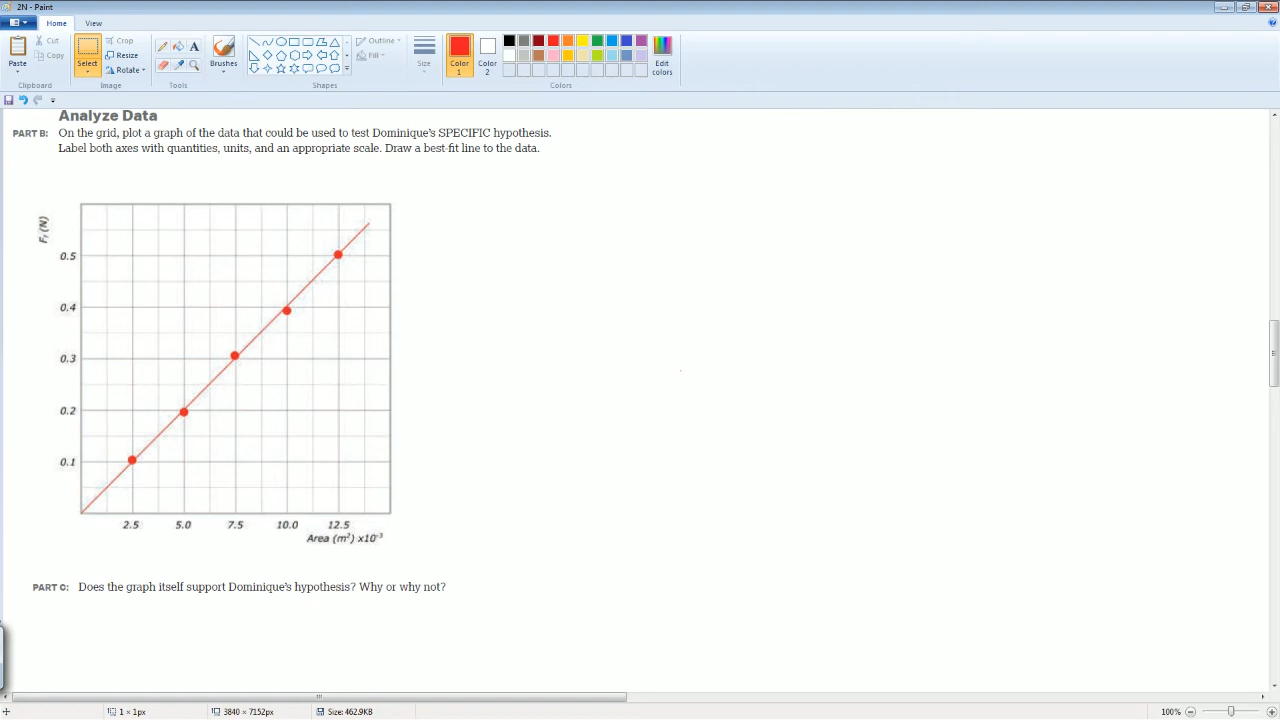 2N - Paint
Home
View
Paste
Cut
Copy
Clipboard
Select
Crop
Resize
Rotate
Image
A
Tools
Brushes
Outline
Fill
Shapes
Size
Color 1
Color 2
Edit colors
Colors
Analyze Data
PART B: On the grid, plot a graph of the data that could be used to test Dominique's SPECIFIC hypothesis.
Label both axes with quantities, units, and an appropriate scale. Draw a best-fit line to the data.
0.5
0.4
0.3
0.2
0.1
2.5 5.0 7.5 10.0 12.5
Area (m²) x10⁻³
PART C: Does the graph itself support Dominique's hypothesis? Why or why not?
1 × 1px
3840 × 7152px
Size: 462.9KB
100%